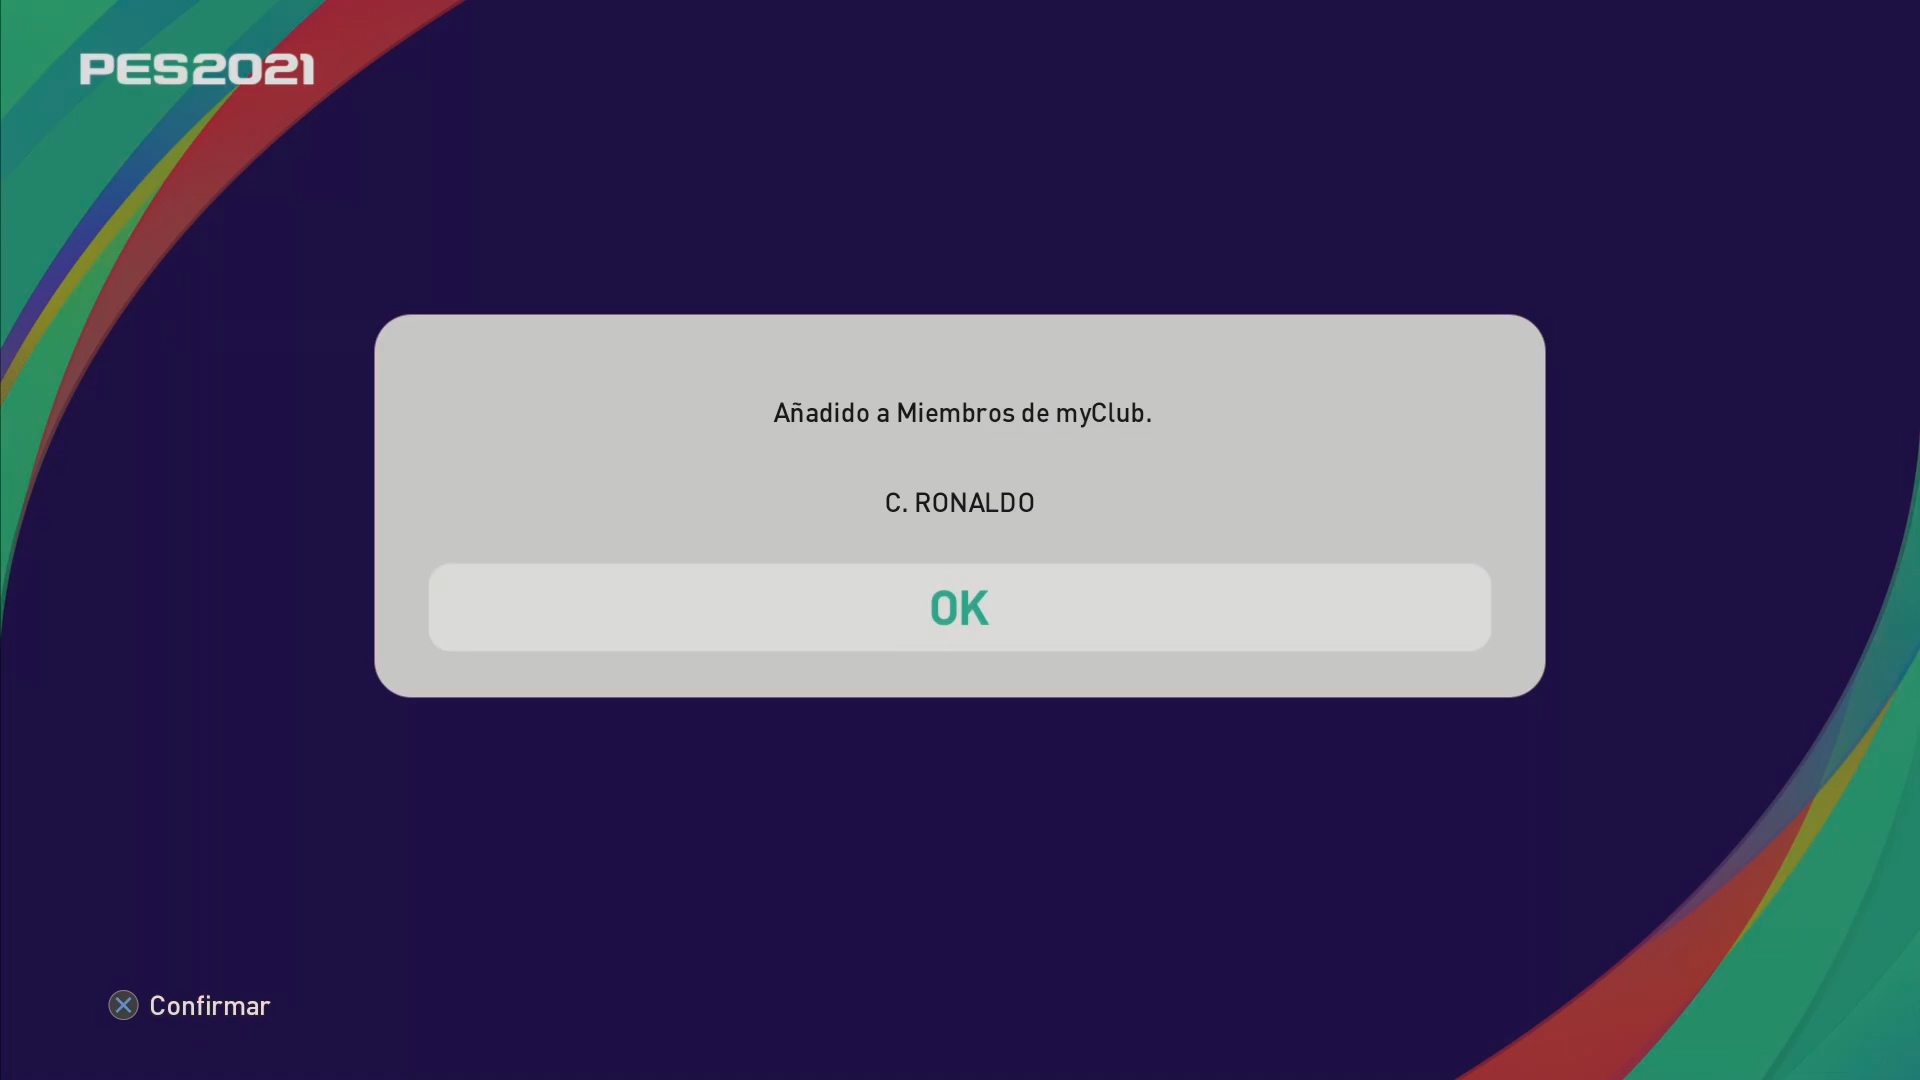 PES2021
Añadido a Miembros de myClub.
C. RONALDO
OK
Confirmar